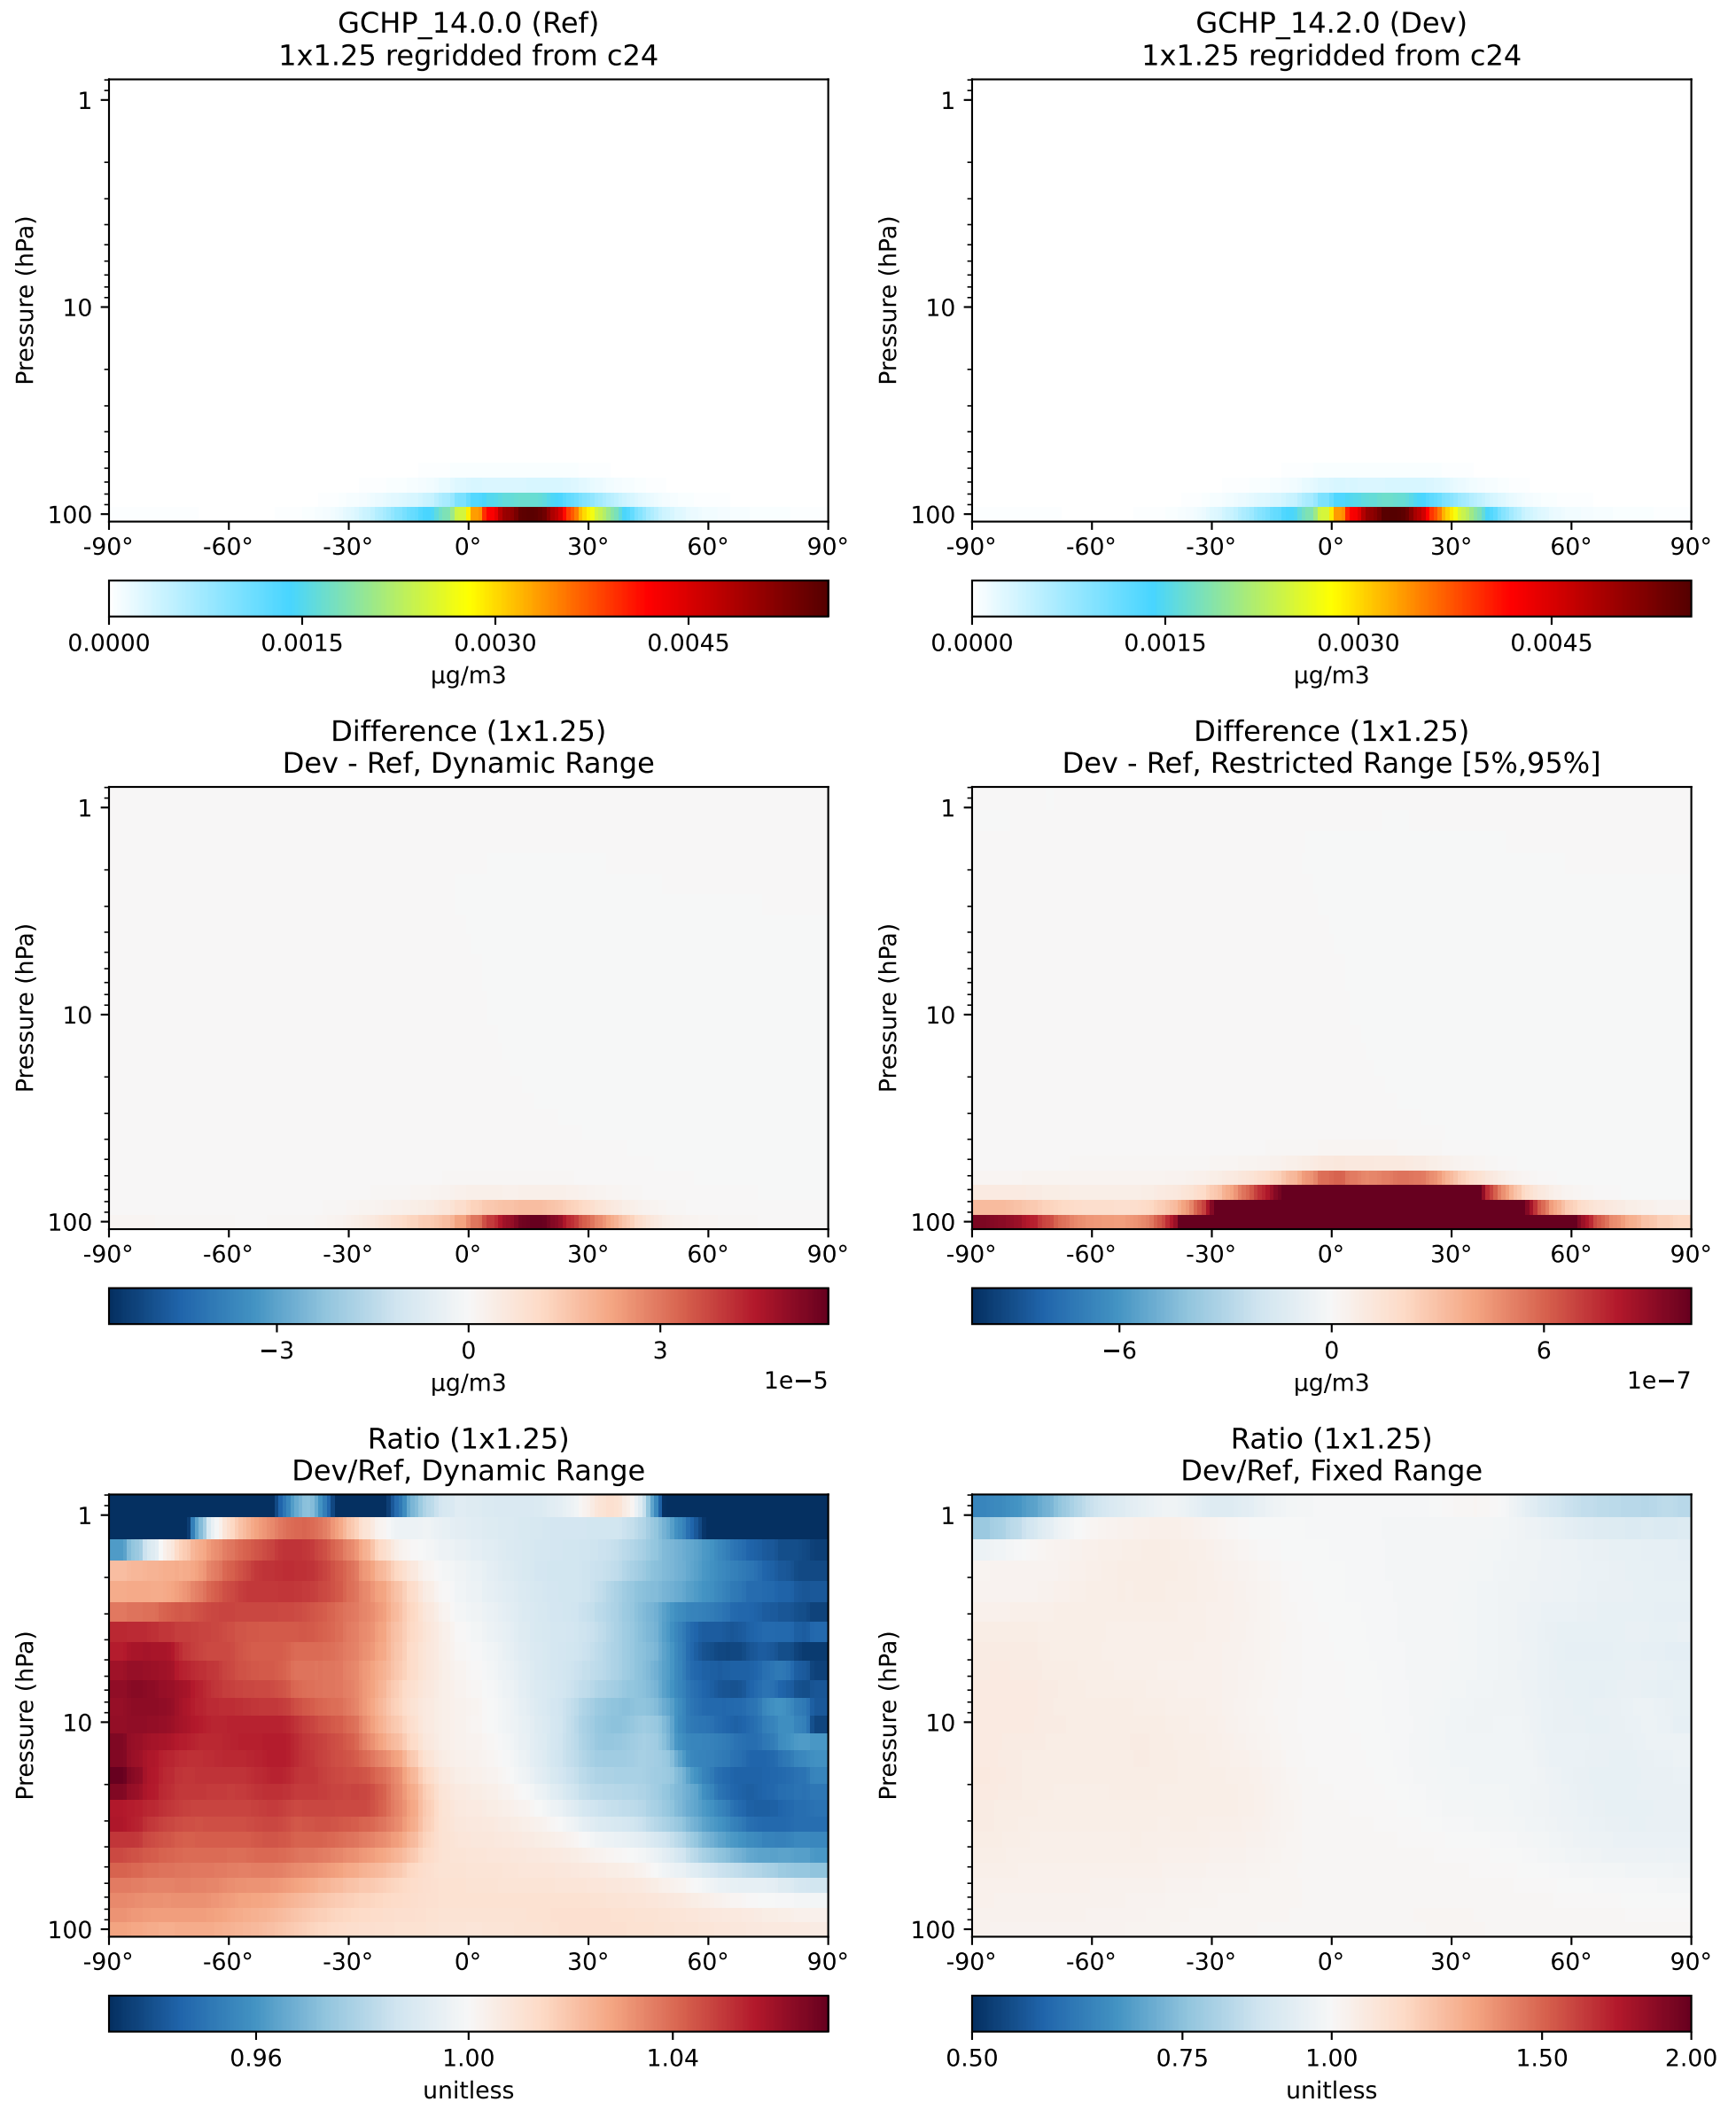 GCHP_14.0.0 (Ref)
1x1.25 regridded from c24
Pressure (hPa)
1
10
100
-90° -60° -30° 0° 30° 60° 90°
0.0000 0.0015 0.0030 0.0045
µg/m3
GCHP_14.2.0 (Dev)
1x1.25 regridded from c24
Pressure (hPa)
1
10
100
-90° -60° -30° 0° 30° 60° 90°
0.0000 0.0015 0.0030 0.0045
µg/m3
Difference (1x1.25)
Dev - Ref, Dynamic Range
Pressure (hPa)
1
10
100
-90° -60° -30° 0° 30° 60° 90°
−3 0 3
µg/m3 1e−5
Difference (1x1.25)
Dev - Ref, Restricted Range [5%,95%]
Pressure (hPa)
1
10
100
-90° -60° -30° 0° 30° 60° 90°
−6 0 6
µg/m3 1e−7
Ratio (1x1.25)
Dev/Ref, Dynamic Range
Pressure (hPa)
1
10
100
-90° -60° -30° 0° 30° 60° 90°
0.96 1.00 1.04
unitless
Ratio (1x1.25)
Dev/Ref, Fixed Range
Pressure (hPa)
1
10
100
-90° -60° -30° 0° 30° 60° 90°
0.50 0.75 1.00 1.50 2.00
unitless